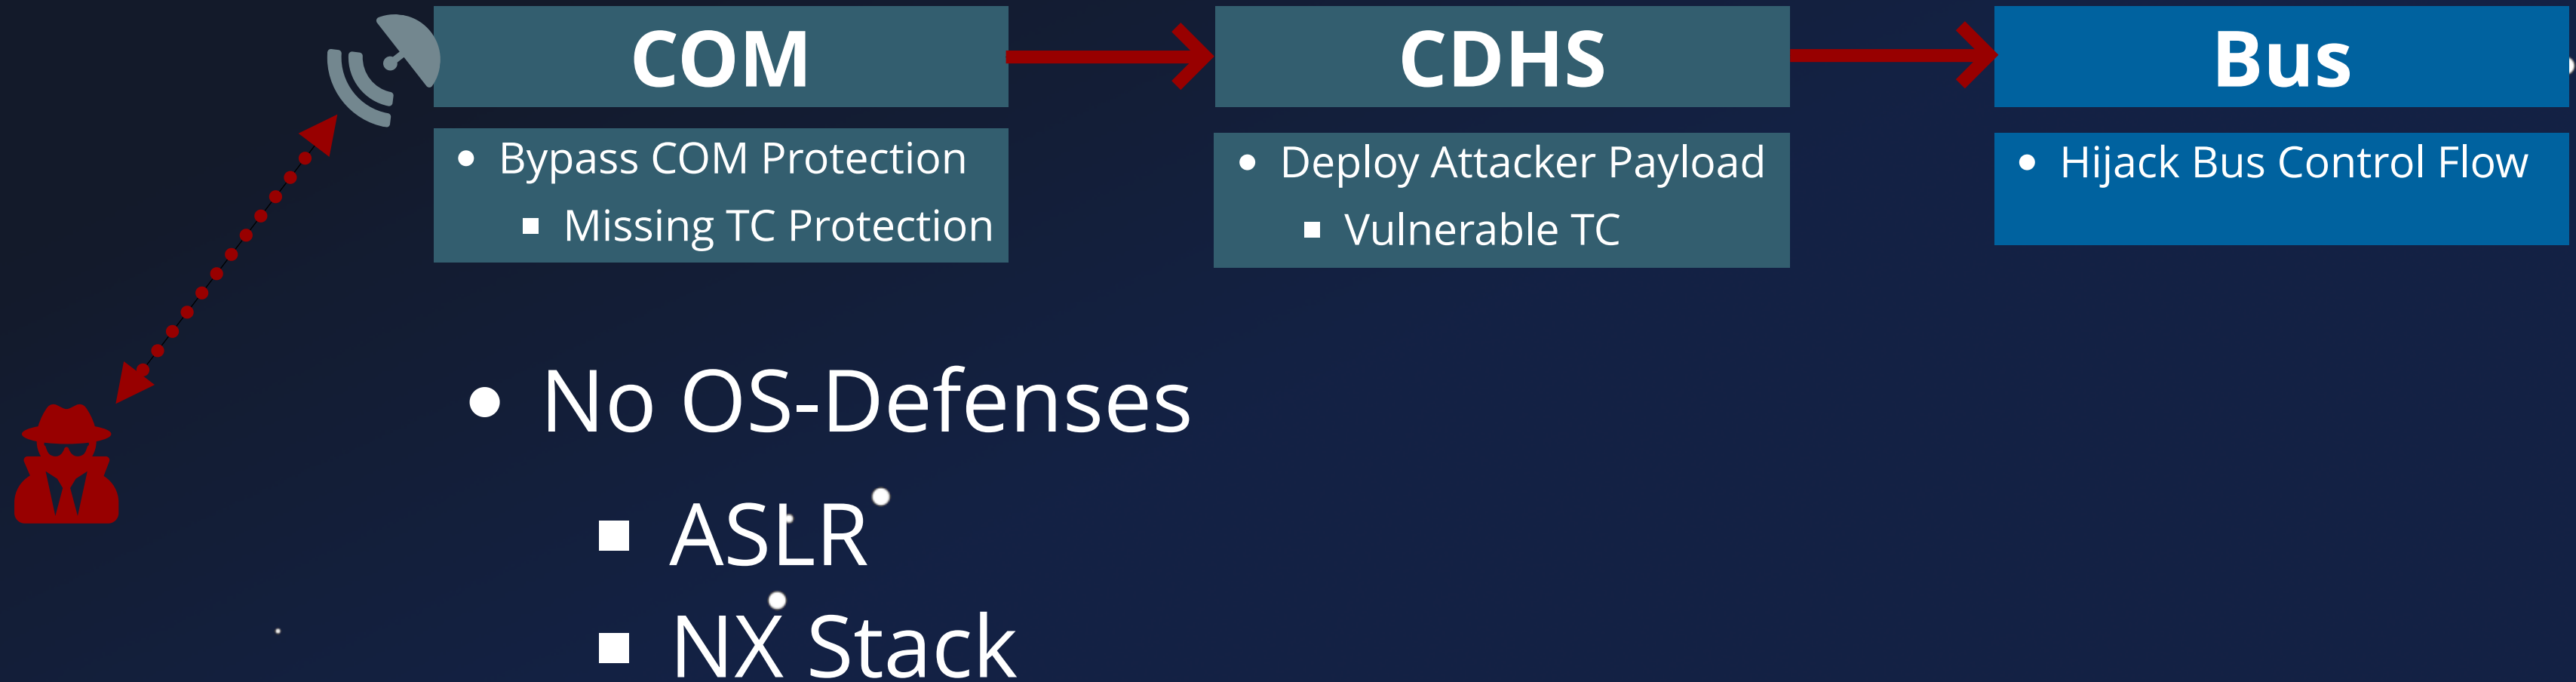 COM
Bypass COM Protection
Missing TC Protection
CDHS
Deploy Attacker Payload
Vulnerable TC
Bus
Hijack Bus Control Flow
No OS-Defenses
ASLR
NX Stack